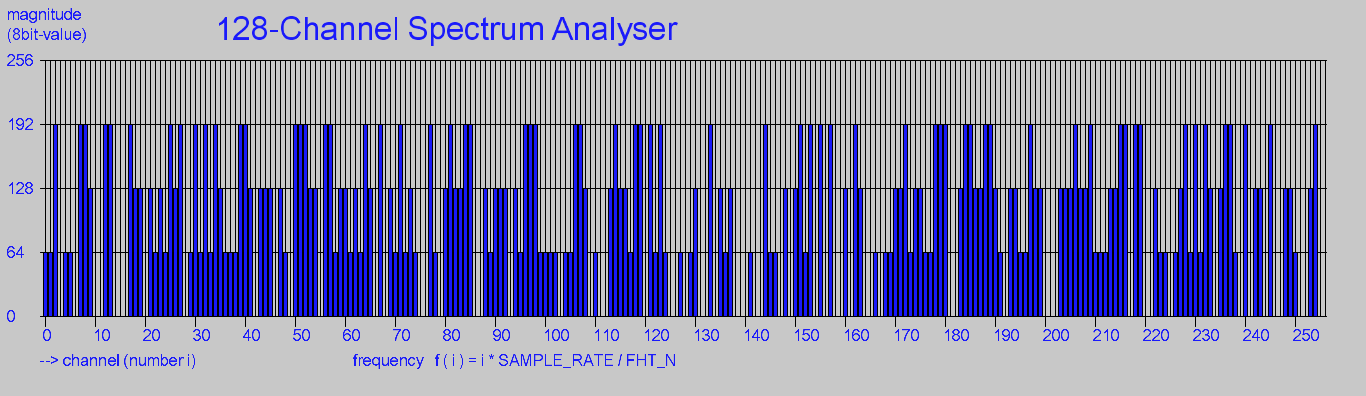 magnitude
(8bit-value)
128-Channel Spectrum Analyser
256
192
128
64
0
0 10 20 30 40 50 60 70 80 90 100 110 120 130 140 150 160 170 180 190 200 210 220 230 240 250
--> channel (number i)
frequency f ( i ) = i * SAMPLE_RATE / FHT_N